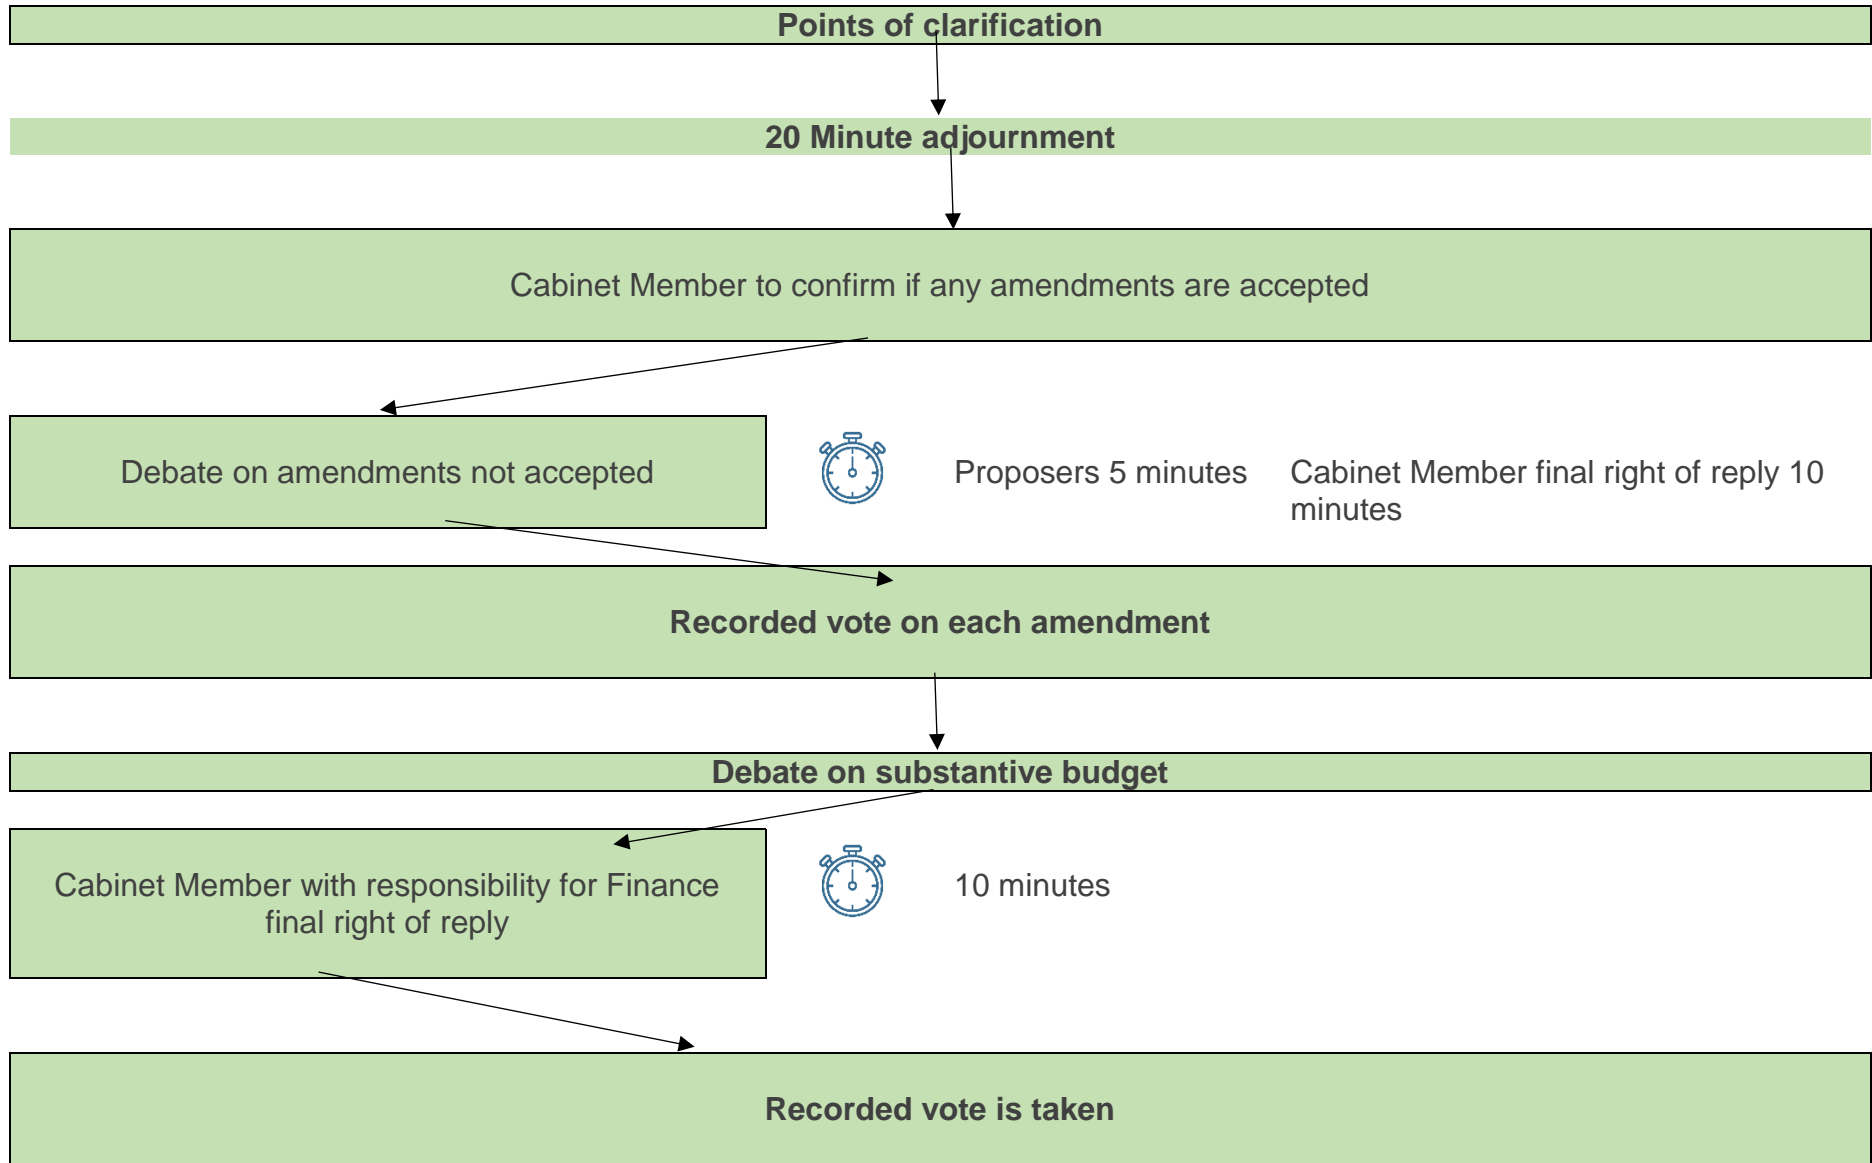 Points of clarification
20 Minute adjournment
Cabinet Member to confirm if any amendments are accepted
Debate on amendments not accepted
Proposers 5 minutes
Cabinet Member final right of reply 10
minutes
Recorded vote on each amendment
Debate on substantive budget
Cabinet Member with responsibility for Finance
final right of reply
10 minutes
Recorded vote is taken